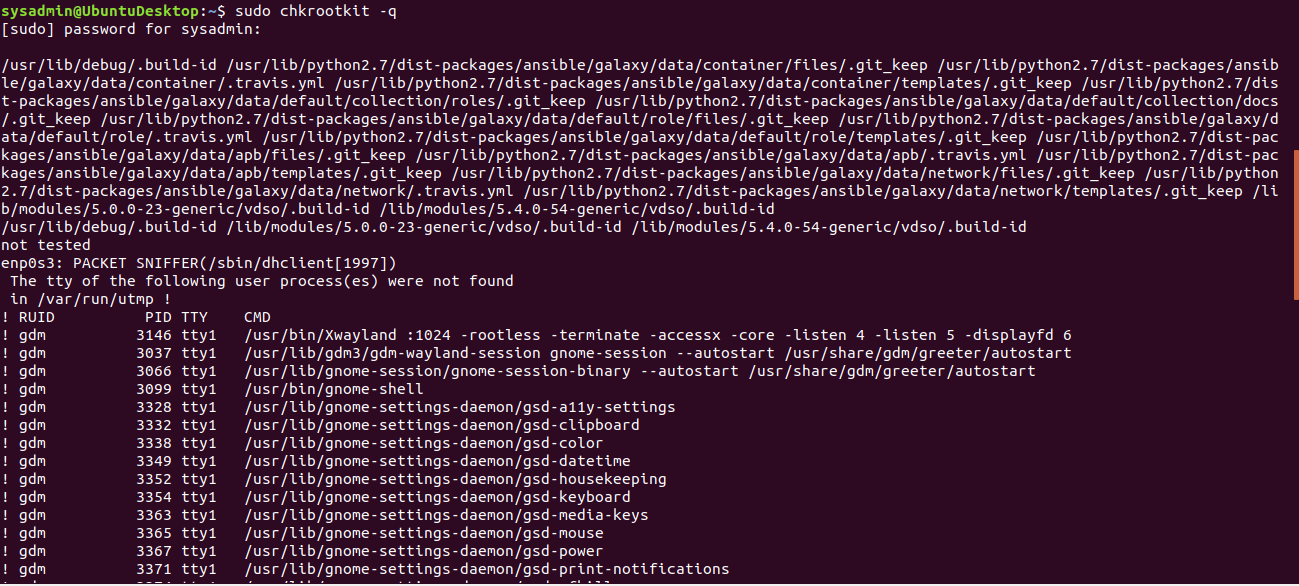 sysadmin@UbuntuDesktop:~$ sudo chkrootkit -q
[sudo] password for sysadmin:
/usr/lib/debug/.build-id /usr/lib/python2.7/dist-packages/ansible/galaxy/data/container/files/.git_keep /usr/lib/python2.7/dist-packages/ansib
le/galaxy/data/container/.travis.yml /usr/lib/python2.7/dist-packages/ansible/galaxy/data/container/templates/.git_keep /usr/lib/python2.7/dis
t-packages/ansible/galaxy/data/default/collection/roles/.git_keep /usr/lib/python2.7/dist-packages/ansible/galaxy/data/default/collection/docs
/.git_keep /usr/lib/python2.7/dist-packages/ansible/galaxy/data/default/role/files/.git_keep /usr/lib/python2.7/dist-packages/ansible/galaxy/d
ata/default/role/.travis.yml /usr/lib/python2.7/dist-packages/ansible/galaxy/data/default/role/templates/.git_keep /usr/lib/python2.7/dist-pac
kages/ansible/galaxy/data/apb/files/.git_keep /usr/lib/python2.7/dist-packages/ansible/galaxy/data/apb/.travis.yml /usr/lib/python2.7/dist-pac
kages/ansible/galaxy/data/apb/templates/.git_keep /usr/lib/python2.7/dist-packages/ansible/galaxy/data/network/files/.git_keep /usr/lib/python
2.7/dist-packages/ansible/galaxy/data/network/.travis.yml /usr/lib/python2.7/dist-packages/ansible/galaxy/data/network/templates/.git_keep /li
b/modules/5.0.0-23-generic/vdso/.build-id /lib/modules/5.4.0-54-generic/vdso/.build-id
/usr/lib/debug/.build-id /lib/modules/5.0.0-23-generic/vdso/.build-id /lib/modules/5.4.0-54-generic/vdso/.build-id
not tested
enp0s3: PACKET SNIFFER(/sbin/dhclient[1997])
The tty of the following user process(es) were not found
in /var/run/utmp !
! RUID PID TTY CMD
! gdm 3146 tty1 /usr/bin/Xwayland :1024 -rootless -terminate -accessx -core -listen 4 -listen 5 -displayfd 6
! gdm 3037 tty1 /usr/lib/gdm3/gdm-wayland-session gnome-session --autostart /usr/share/gdm/greeter/autostart
! gdm 3066 tty1 /usr/lib/gnome-session/gnome-session-binary --autostart /usr/share/gdm/greeter/autostart
! gdm 3099 tty1 /usr/bin/gnome-shell
! gdm 3328 tty1 /usr/lib/gnome-settings-daemon/gsd-a11y-settings
! gdm 3332 tty1 /usr/lib/gnome-settings-daemon/gsd-clipboard
! gdm 3338 tty1 /usr/lib/gnome-settings-daemon/gsd-color
! gdm 3349 tty1 /usr/lib/gnome-settings-daemon/gsd-datetime
! gdm 3352 tty1 /usr/lib/gnome-settings-daemon/gsd-housekeeping
! gdm 3354 tty1 /usr/lib/gnome-settings-daemon/gsd-keyboard
! gdm 3363 tty1 /usr/lib/gnome-settings-daemon/gsd-media-keys
! gdm 3365 tty1 /usr/lib/gnome-settings-daemon/gsd-mouse
! gdm 3367 tty1 /usr/lib/gnome-settings-daemon/gsd-power
! gdm 3371 tty1 /usr/lib/gnome-settings-daemon/gsd-print-notifications